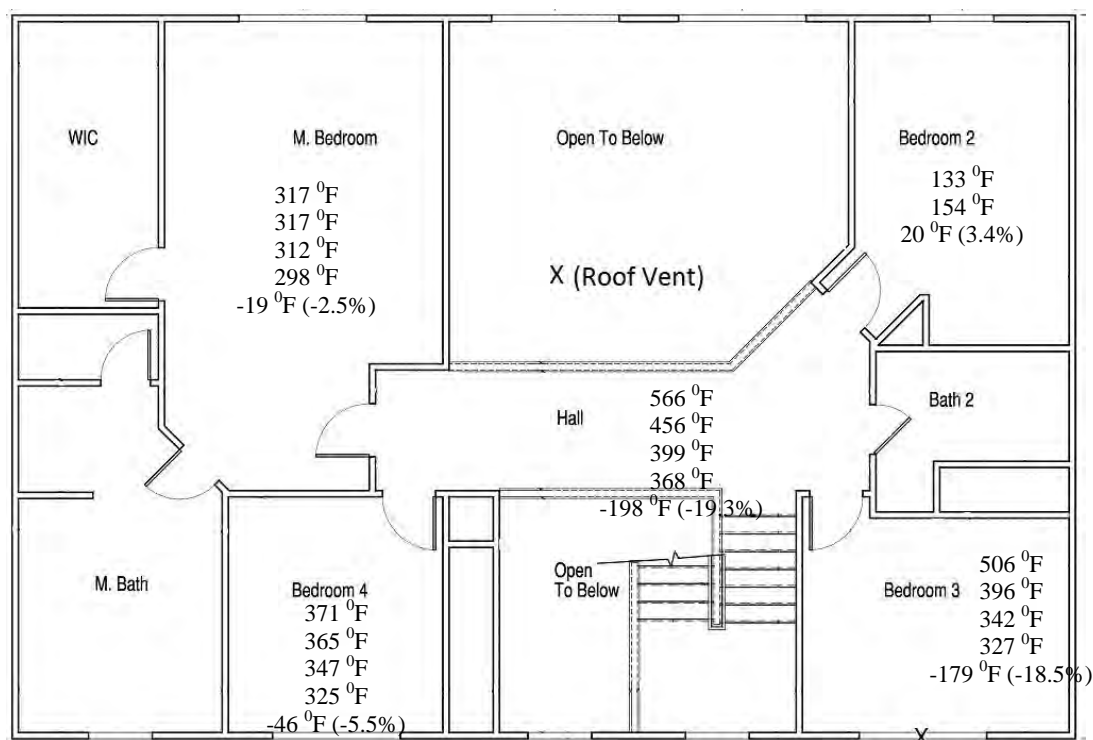 WIC
M. Bedroom
317 ⁰F
317 ⁰F
312 ⁰F
298 ⁰F
-19 ⁰F (-2.5%)
Open To Below
X (Roof Vent)
Bedroom 2
133 ⁰F
154 ⁰F
20 ⁰F (3.4%)
Hall
566 ⁰F
456 ⁰F
399 ⁰F
368 ⁰F
-198 ⁰F (-19.3%)
Bath 2
M. Bath
Bedroom 4
371 ⁰F
365 ⁰F
347 ⁰F
325 ⁰F
-46 ⁰F (-5.5%)
Open
To Below
Bedroom 3
506 ⁰F
396 ⁰F
342 ⁰F
327 ⁰F
-179 ⁰F (-18.5%)
X